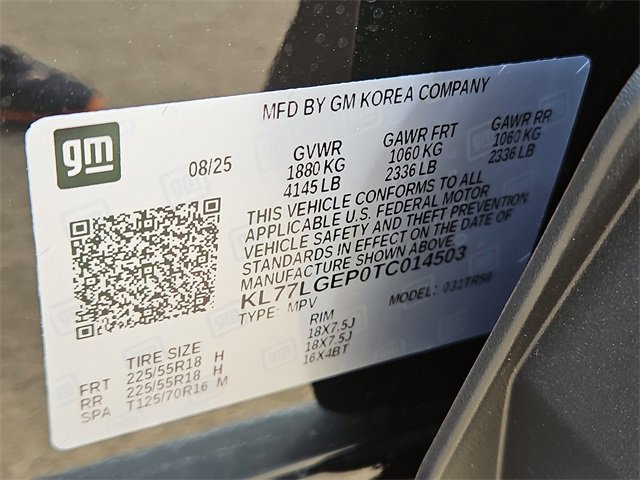 MFD BY GM KOREA COMPANY
gm
08/25
GVWR
1880 KG
4145 LB
GAWR FRT
1060 KG
2336 LB
GAWR RR
1060 KG
2336 LB
THIS VEHICLE CONFORMS TO ALL
APPLICABLE U.S. FEDERAL MOTOR
VEHICLE SAFETY AND THEFT PREVENTION
STANDARDS IN EFFECT ON THE DATE OF
MANUFACTURE SHOWN ABOVE.
KL77LGEP0TC014503
TYPE: MPV
MODEL: 031TR58
TIRE SIZE RIM
FRT 225/55R18 H 18X7.5J
RR 225/55R18 H 18X7.5J
SPA T125/70R16 M 16X4BT